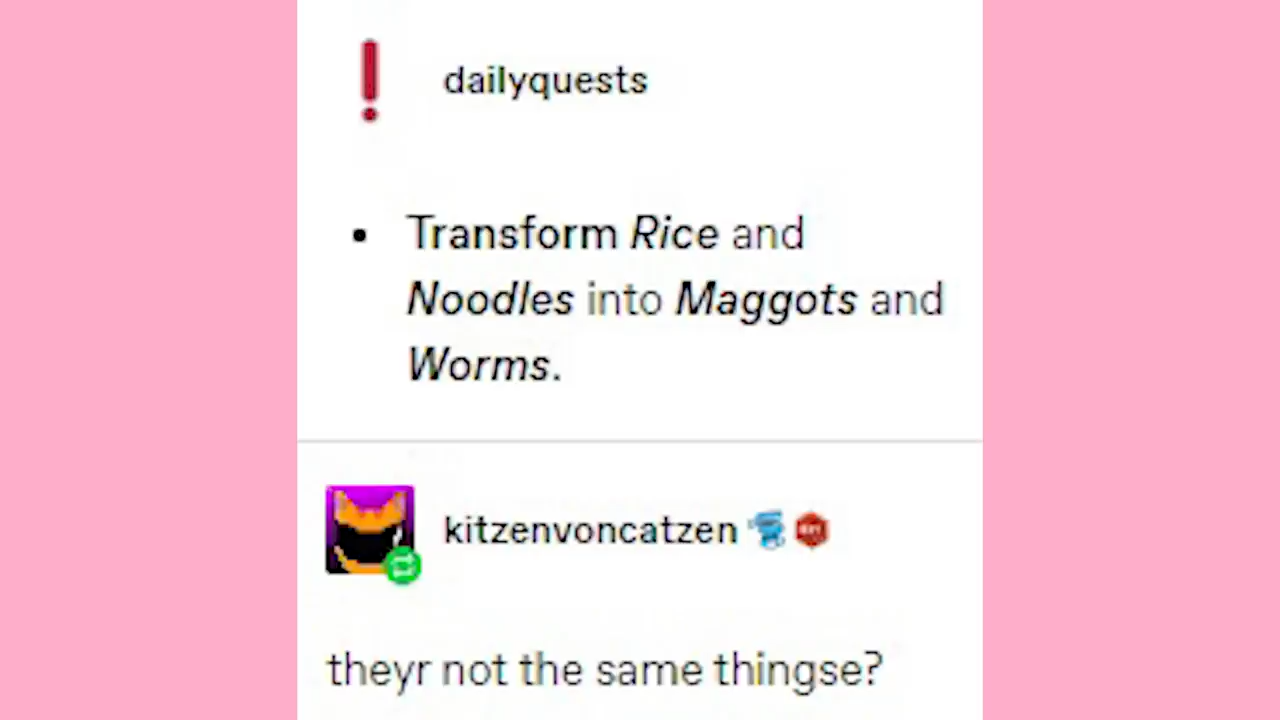 dailyquests
• Transform Rice and
Noodles into Maggots and
Worms.
kitzenvoncatzen
theyr not the same thingse?